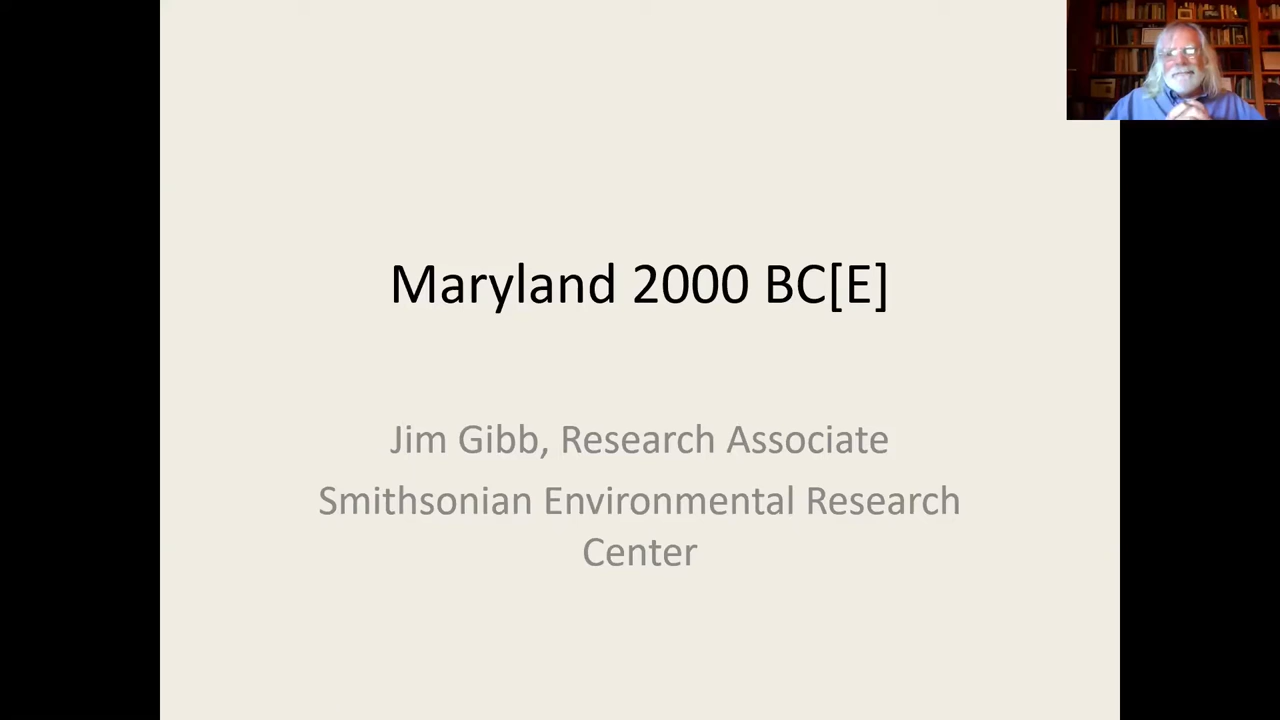 Maryland 2000 BC[E]
Jim Gibb, Research Associate
Smithsonian Environmental Research
Center